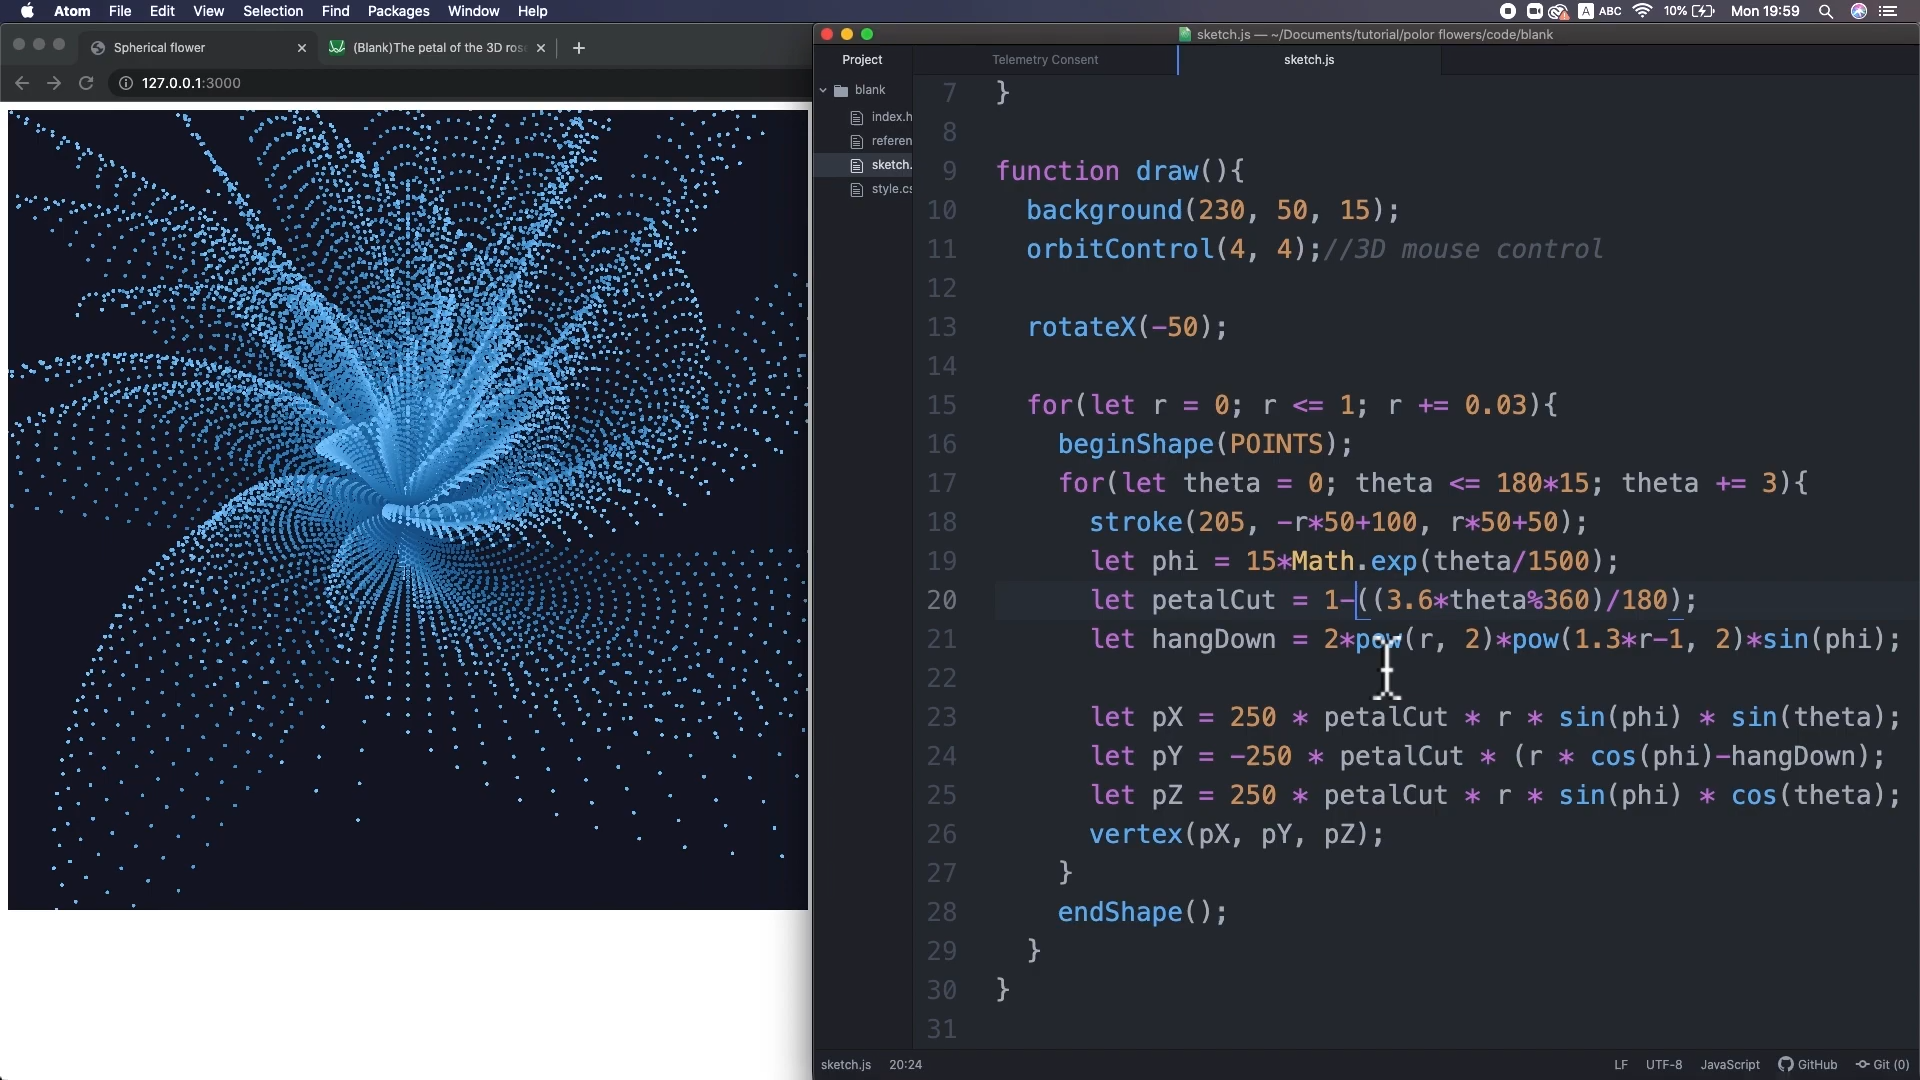 Atom File Edit View Selection Find Packages Window Help
A ABC 10% Mon 19:59
Spherical flower
(Blank)The petal of the 3D ros
127.0.0.1:3000
sketch.js — ~/Documents/tutorial/polor flowers/code/blank
Project
Telemetry Consent
sketch.js
blank
index.h
referen
sketch.
style.cs
7 }
8
9 function draw(){
10 background(230, 50, 15);
11 orbitControl(4, 4);//3D mouse control
12
13 rotateX(-50);
14
15 for(let r = 0; r <= 1; r += 0.03){
16 beginShape(POINTS);
17 for(let theta = 0; theta <= 180*15; theta += 3){
18 stroke(205, -r*50+100, r*50+50);
19 let phi = 15*Math.exp(theta/1500);
20 let petalCut = 1-((3.6*theta%360)/180);
21 let hangDown = 2*pow(r, 2)*pow(1.3*r-1, 2)*sin(phi);
22
23 let pX = 250 * petalCut * r * sin(phi) * sin(theta);
24 let pY = -250 * petalCut * (r * cos(phi)-hangDown);
25 let pZ = 250 * petalCut * r * sin(phi) * cos(theta);
26 vertex(pX, pY, pZ);
27 }
28 endShape();
29 }
30 }
31
sketch.js 20:24
LF UTF-8 JavaScript GitHub Git (0)